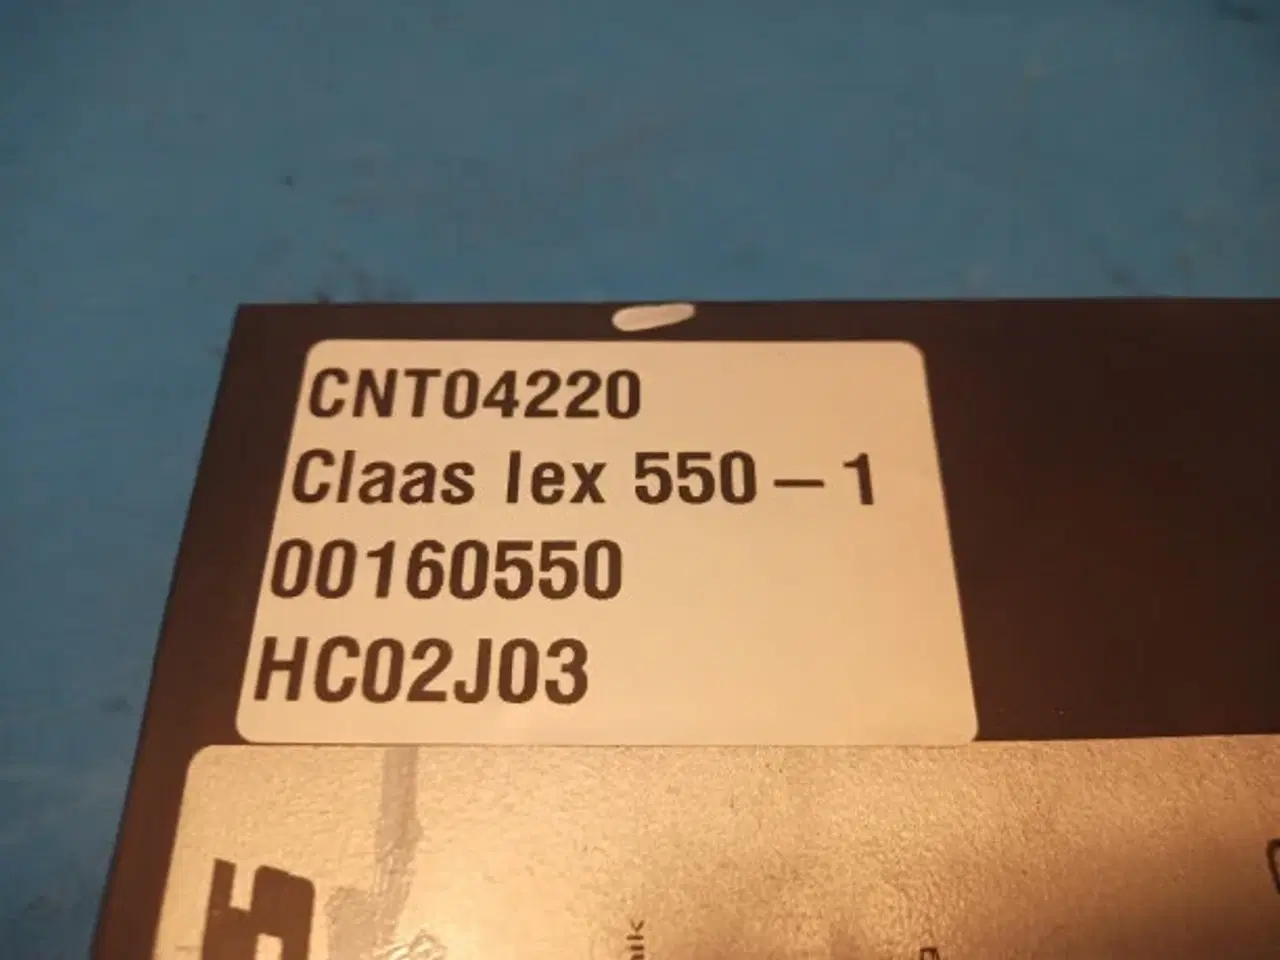 CNT04220
Claas lex 550 – 1
00160550
HC02J03